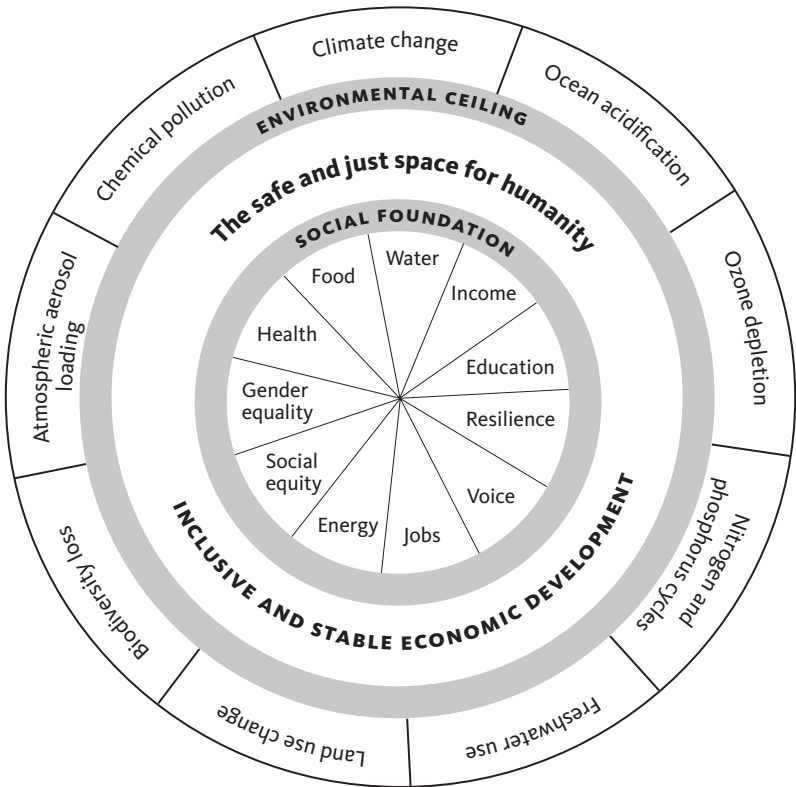 Climate change
Ocean acidification
Ozone depletion
Nitrogen and
phosphorus cycles
Freshwater use
Land use change
Biodiversity loss
Atmospheric aerosol
loading
Chemical pollution
ENVIRONMENTAL CEILING
The safe and just space for humanity
SOCIAL FOUNDATION
Water
Income
Education
Resilience
Voice
Jobs
Energy
Social
equity
Gender
equality
Health
Food
INCLUSIVE AND STABLE ECONOMIC DEVELOPMENT